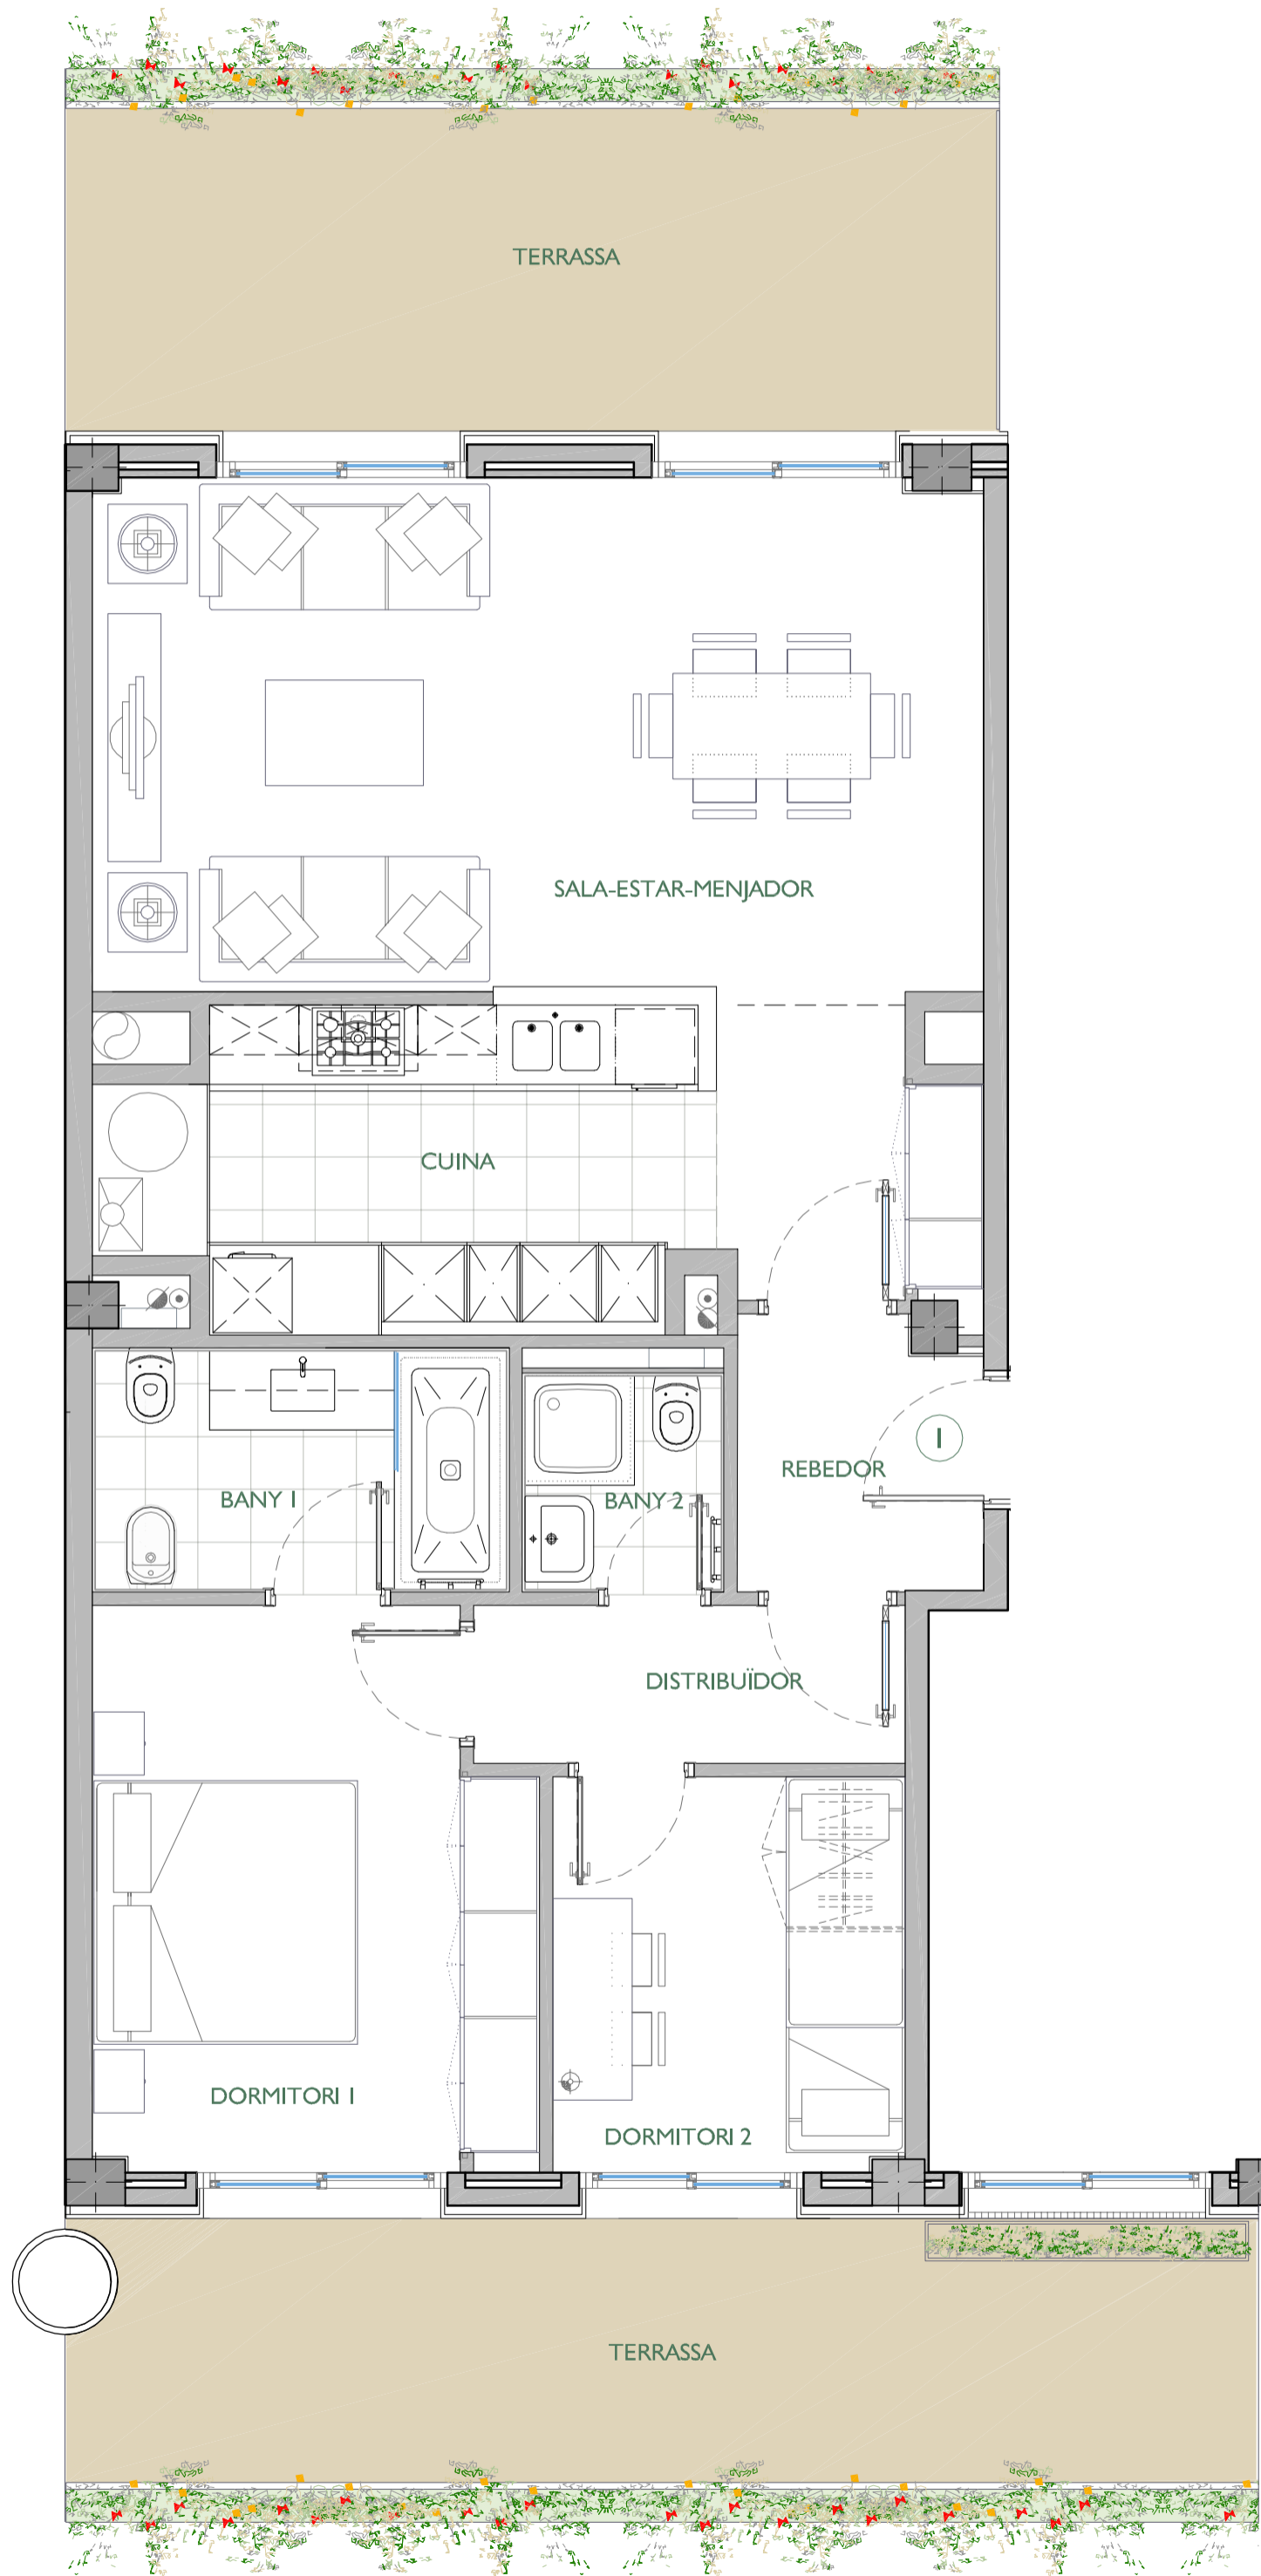 TERRASSA
SALA-ESTAR-MENJADOR
CUINA
1
REBEDOR
BANY 1
BANY 2
DISTRIBUÏDOR
DORMITORI 1
DORMITORI 2
TERRASSA